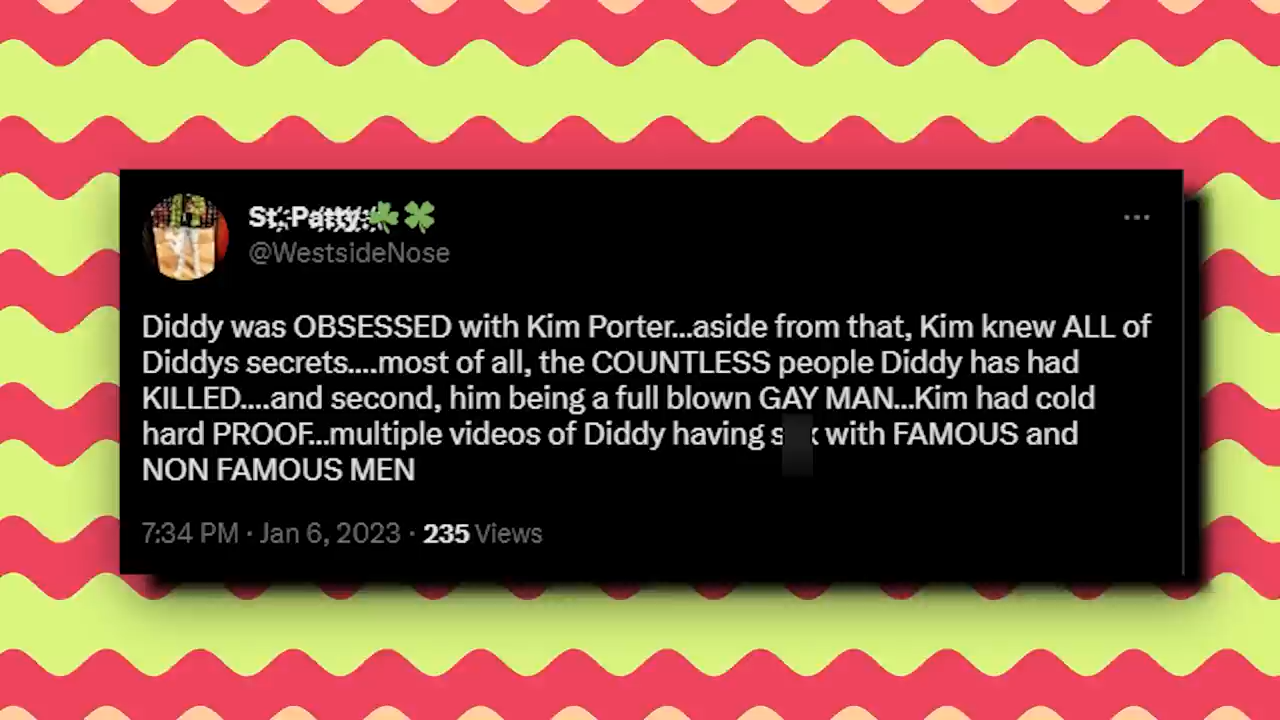 St. Patty
@WestsideNose
Diddy was OBSESSED with Kim Porter...aside from that, Kim knew ALL of
Diddys secrets....most of all, the COUNTLESS people Diddy has had
KILLED....and second, him being a full blown GAY MAN...Kim had cold
hard PROOF...multiple videos of Diddy having s x with FAMOUS and
NON FAMOUS MEN
7:34 PM · Jan 6, 2023 · 235 Views